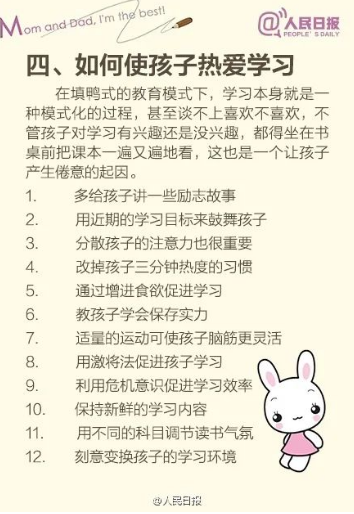 Mom and Dad, I'm the best!
@人民日报
PEOPLE'S DAILY
四、如何使孩子热爱学习
在填鸭式的教育模式下，学习本身就是一
种模式化的过程，甚至谈不上喜欢不喜欢，不
管孩子对学习有兴趣还是没兴趣，都得坐在书
桌前把课本一遍又遍地看，这也是一个让孩子
产生倦意的起因。
1. 多给孩子讲一些励志故事
2. 用近期的学习目标来鼓舞孩子
3. 分散孩子的注意力也很重要
4. 改掉孩子三分钟热度的习惯
5. 通过增进食欲促进学习
6. 教孩子学会保存实力
7. 适量的运动可使孩子脑筋更灵活
8. 用激将法促进孩子学习
9. 利用危机意识促进学习效率
10. 保持新鲜的学习内容
11. 用不同的科目调节读书气氛
12. 刻意变换孩子的学习环境
@人民日报